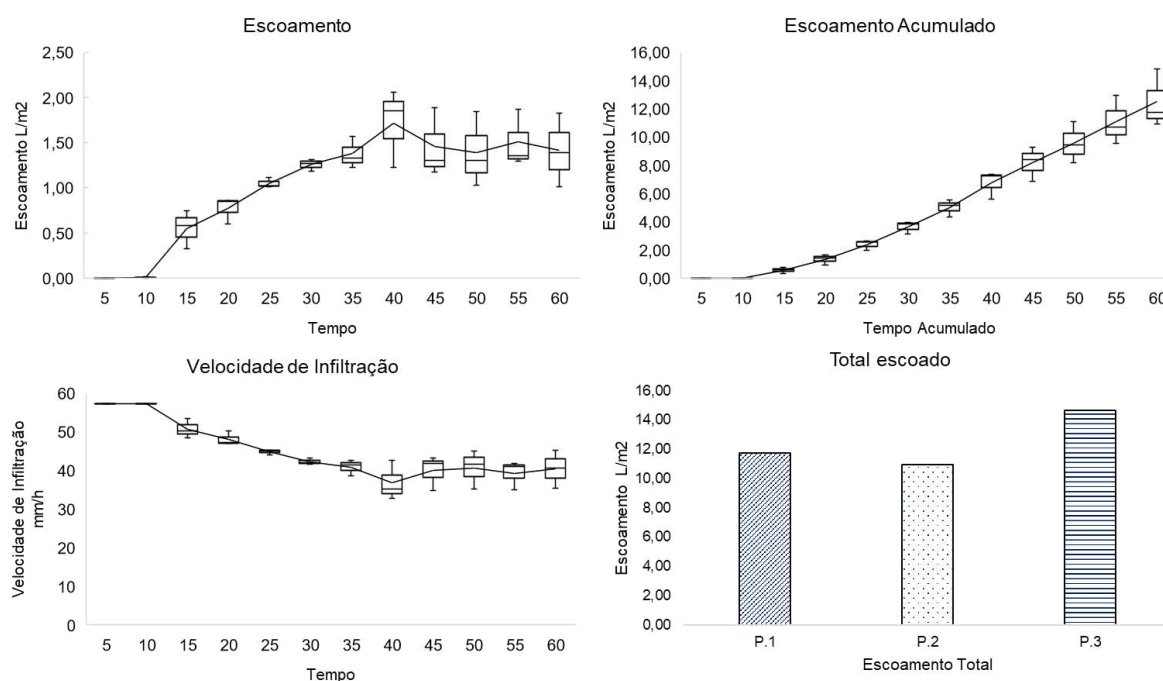 Escoamento
Escoamento L/m2
2,50
2,00
1,50
1,00
0,50
0,00
5 10 15 20 25 30 35 40 45 50 55 60
Tempo
Escoamento Acumulado
Escoamento L/m2
16,00
14,00
12,00
10,00
8,00
6,00
4,00
2,00
0,00
5 10 15 20 25 30 35 40 45 50 55 60
Tempo Acumulado
Velocidade de Infiltração
Velocidade de Infiltração
mm/h
60
50
40
30
20
10
0
5 10 15 20 25 30 35 40 45 50 55 60
Tempo
Total escoado
Escoamento L/m2
16,00
14,00
12,00
10,00
8,00
6,00
4,00
2,00
0,00
P.1 P.2 P.3
Escoamento Total